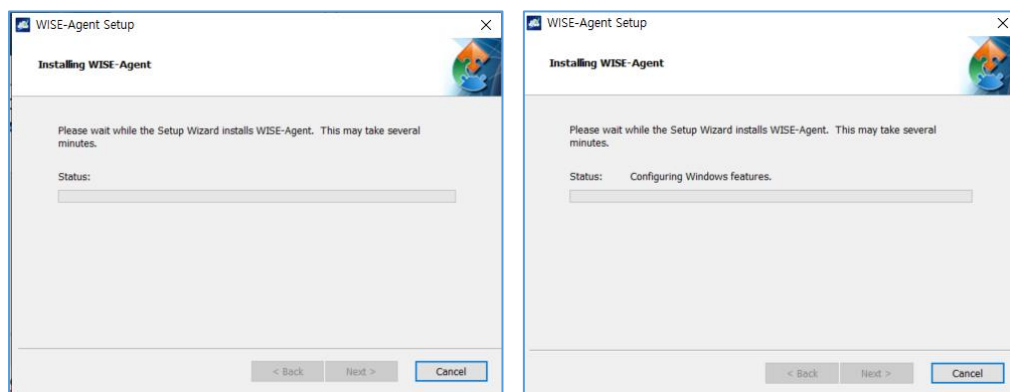 WISE-Agent Setup
Installing WISE-Agent
Please wait while the Setup Wizard installs WISE-Agent.  This may take several
minutes.
Status:
< Back
Next >
Cancel
WISE-Agent Setup
Installing WISE-Agent
Please wait while the Setup Wizard installs WISE-Agent.  This may take several
minutes.
Status: Configuring Windows features.
< Back
Next >
Cancel